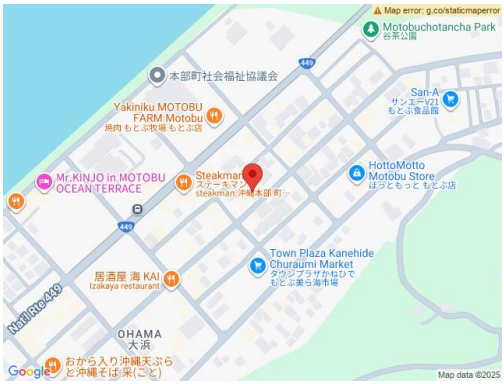 Map error: g.co/staticmaperror
Motobuchotancha Park
谷茶公園
449
本部町社会福祉協議会
San-A
サンエーV21
もとぶ食品館
Yakiniku MOTOBU
FARM Motobu
焼肉 もとぶ牧場 もとぶ店
Mr.KINJO in MOTOBU
OCEAN TERRACE
Steakman
ステーキマン
steakman 沖縄本部 町…
HottoMotto
Motobu Store
ほっともっと もとぶ店
449
Nat'l Rte 449
Town Plaza Kanehide
Churaumi Market
タウンプラザかねひで
もとぶ美ら海市場
居酒屋 海 KAI
Izakaya restaurant
OHAMA
大浜
おから入り沖縄天ぷら
と沖縄そば 采(こと)
Google
Map data ©2025